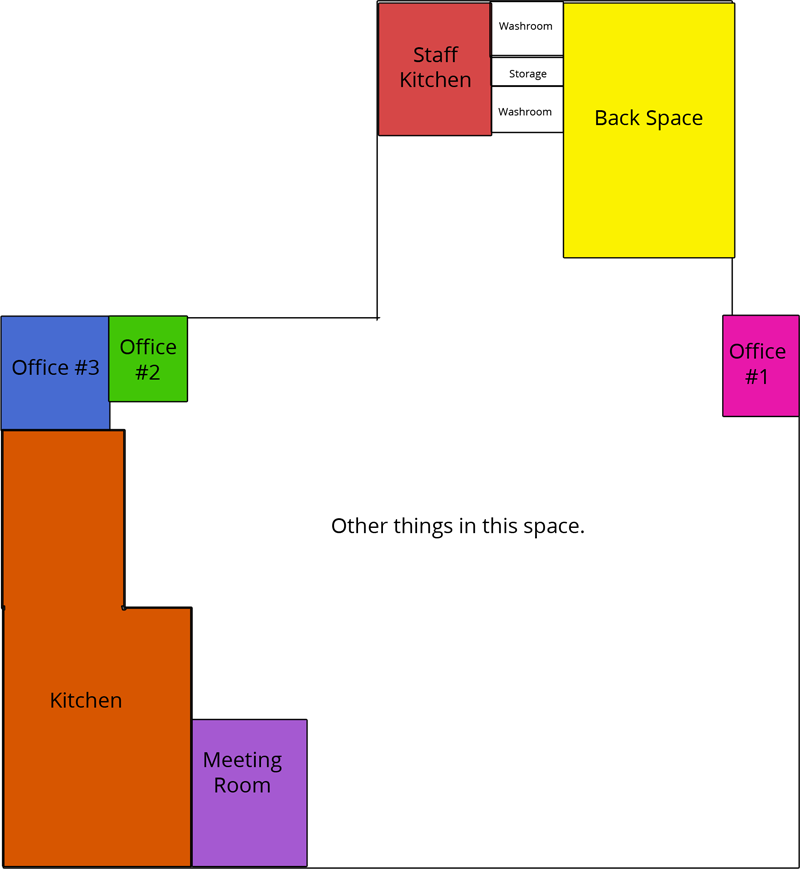 Staff
Kitchen
Washroom
Storage
Washroom
Back Space
Office #3
Office
#2
Office
#1
Other things in this space.
Kitchen
Meeting
Room